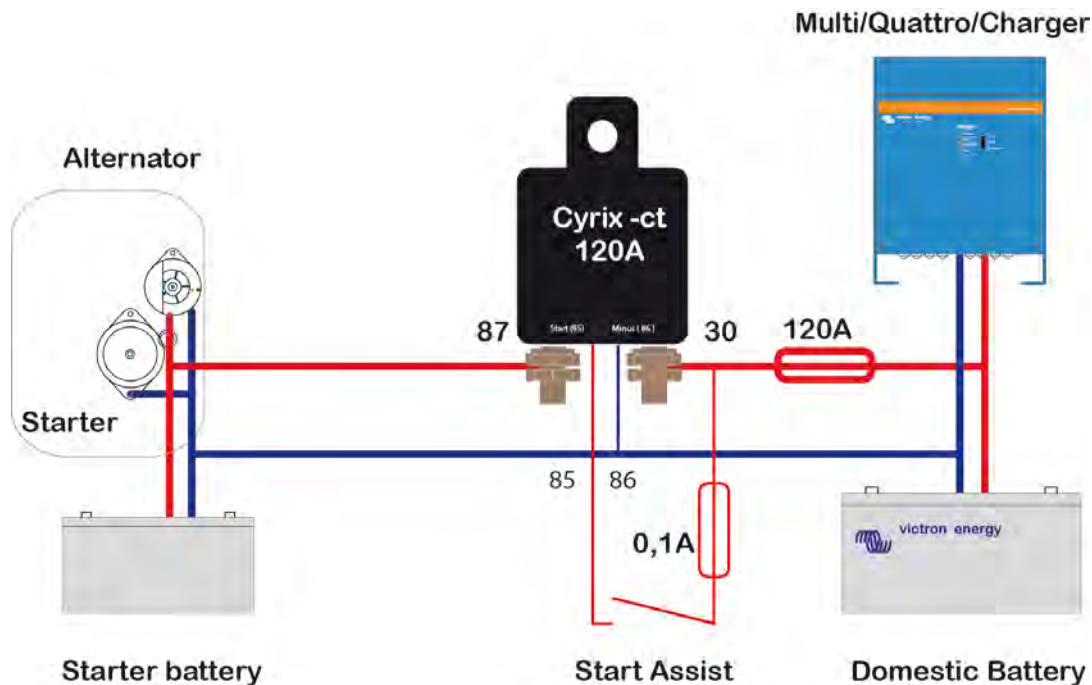 Multi/Quattro/Charger
Alternator
Cyrix -ct
120A
87
Start (85)
Minus ( 86 )
30
120A
Starter
85
86
0,1A
victron energy
Starter battery
Start Assist
Domestic Battery